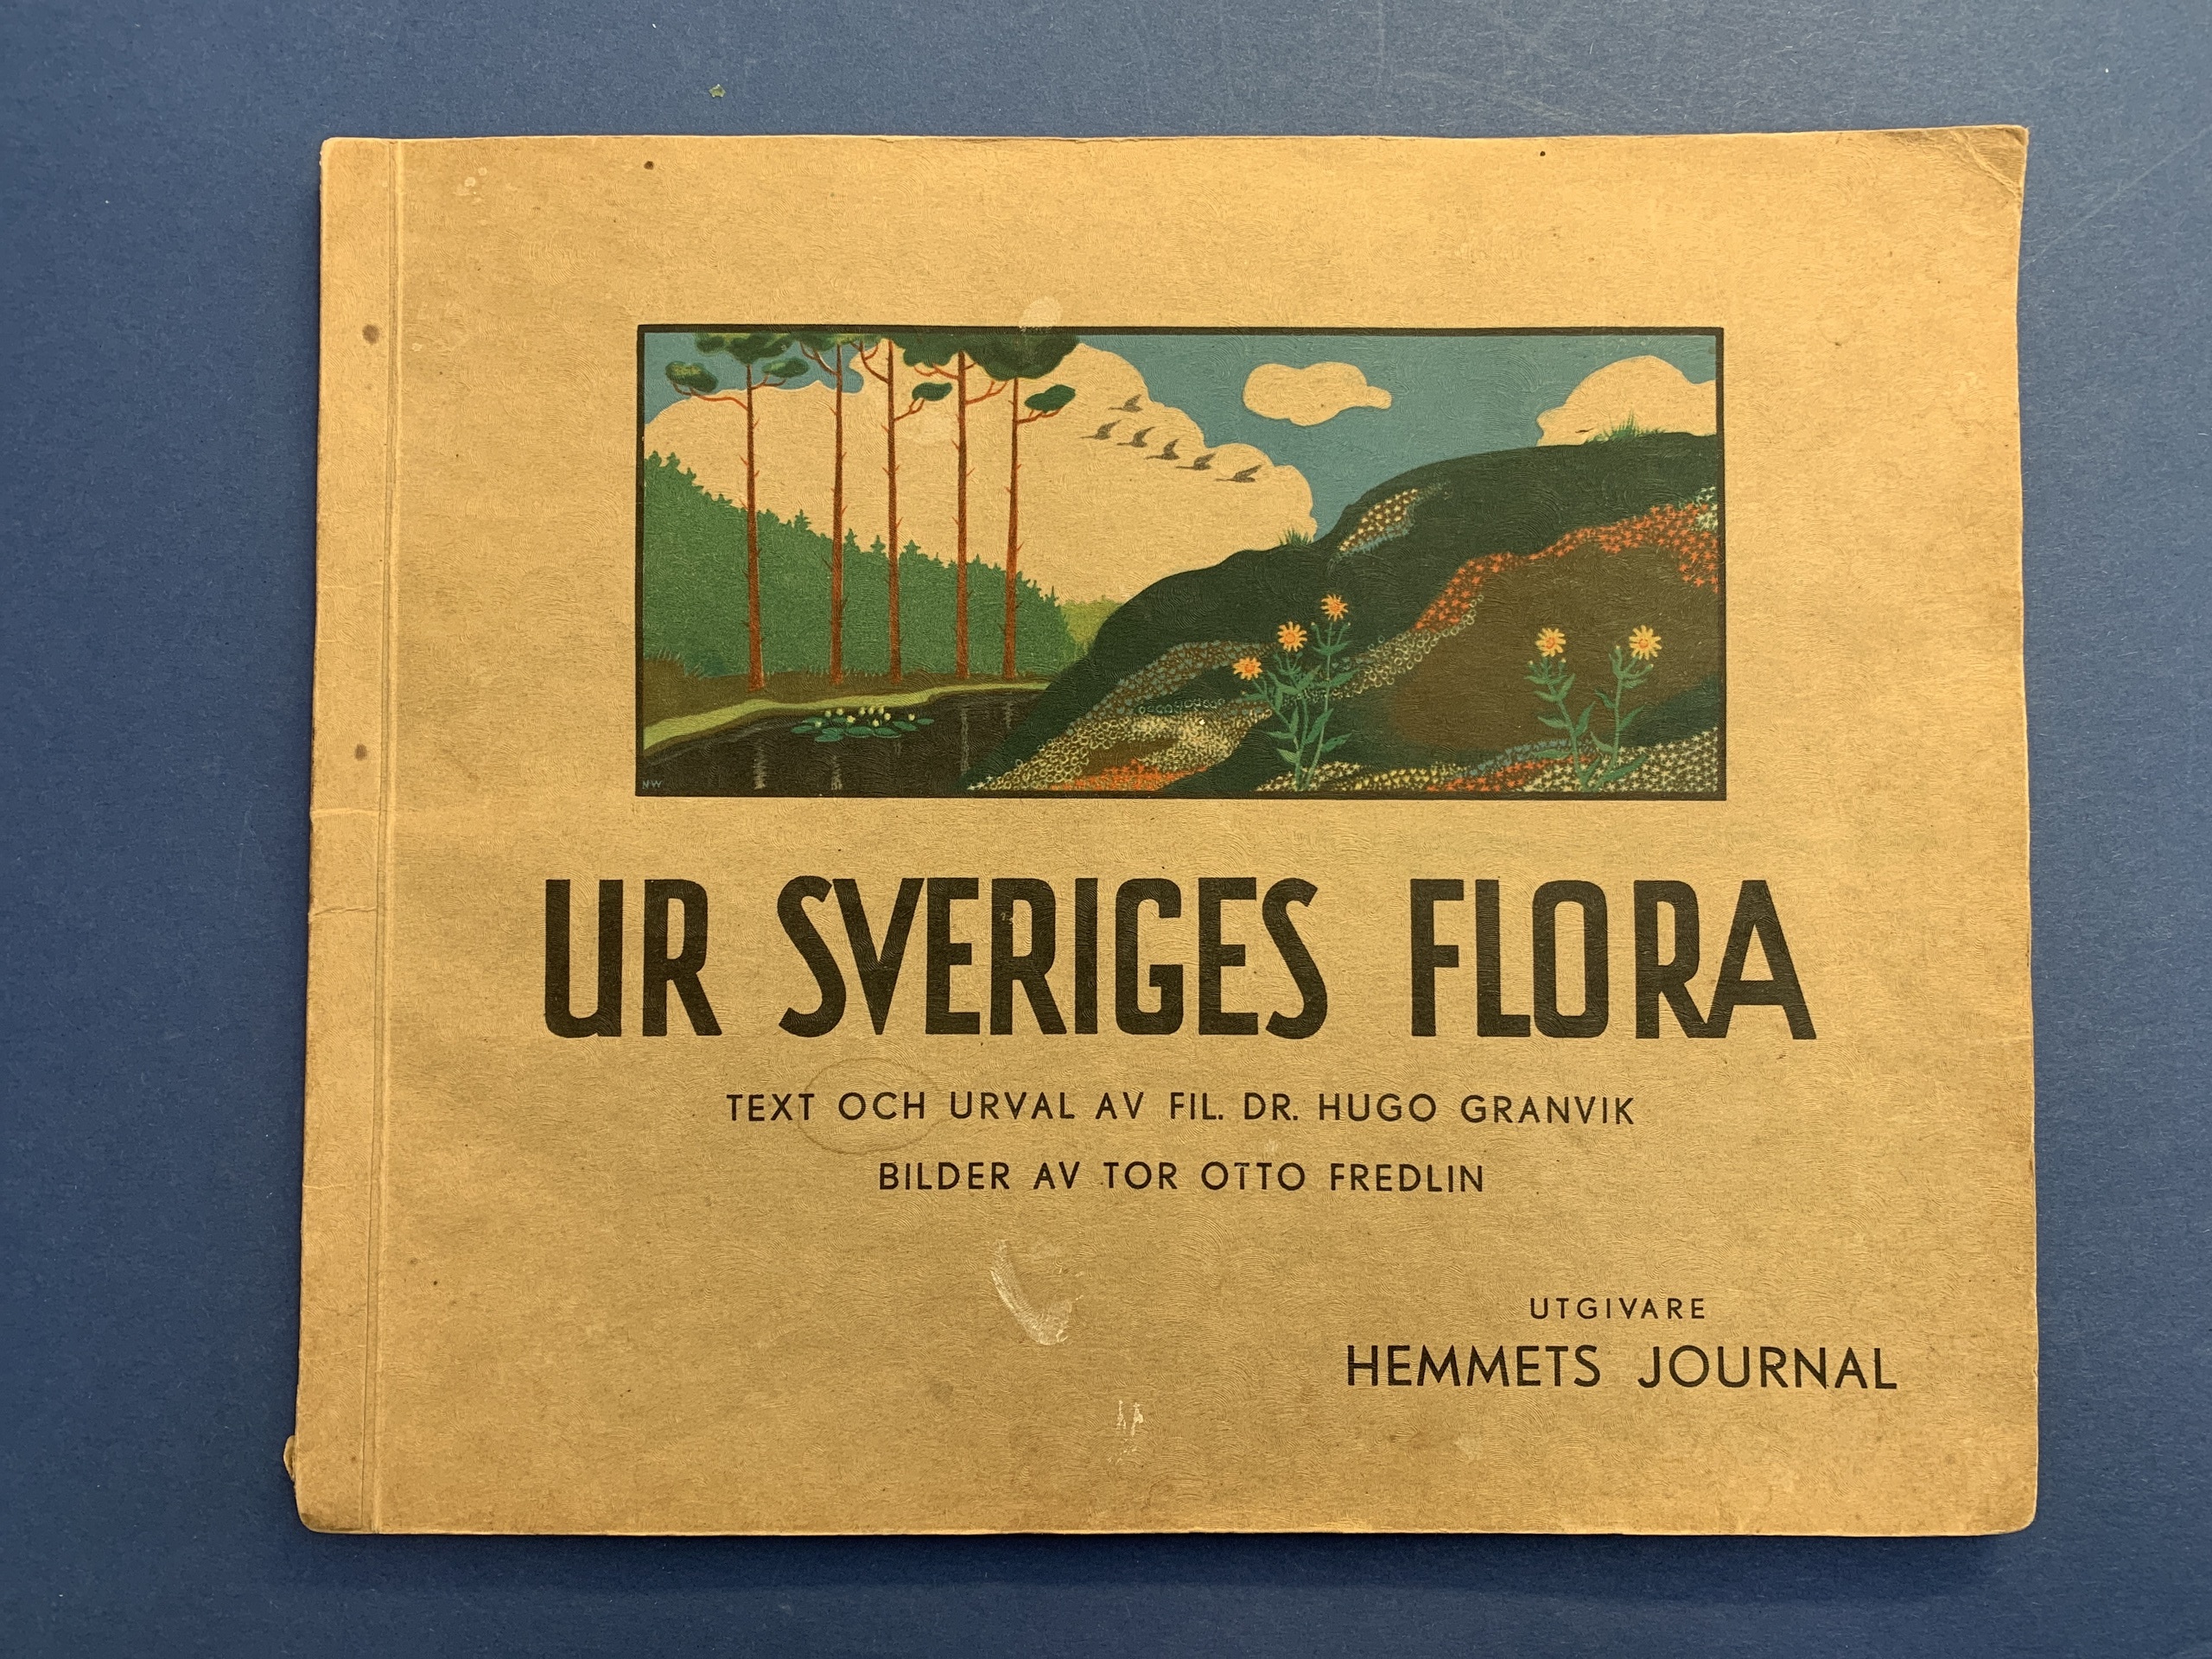 NW
UR SVERIGES FLORA
TEXT OCH URVAL AV FIL. DR. HUGO GRANVIK
BILDER AV TOR OTTO FREDLIN
UTGIVARE
HEMMETS JOURNAL